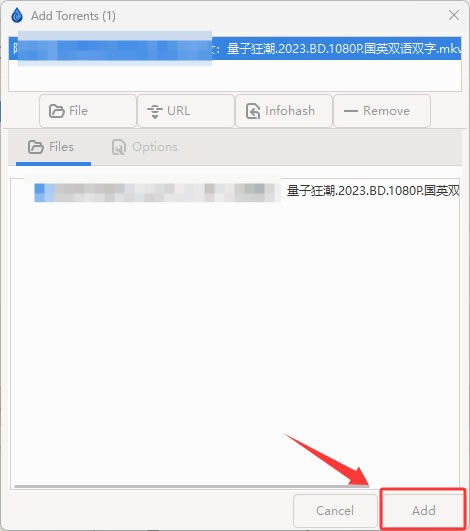 Add Torrents (1)
：量子狂潮.2023.BD.1080P.国英双语双字.mkv
File
URL
Infohash
Remove
Files
Options
量子狂潮.2023.BD.1080P.国英双
Cancel
Add